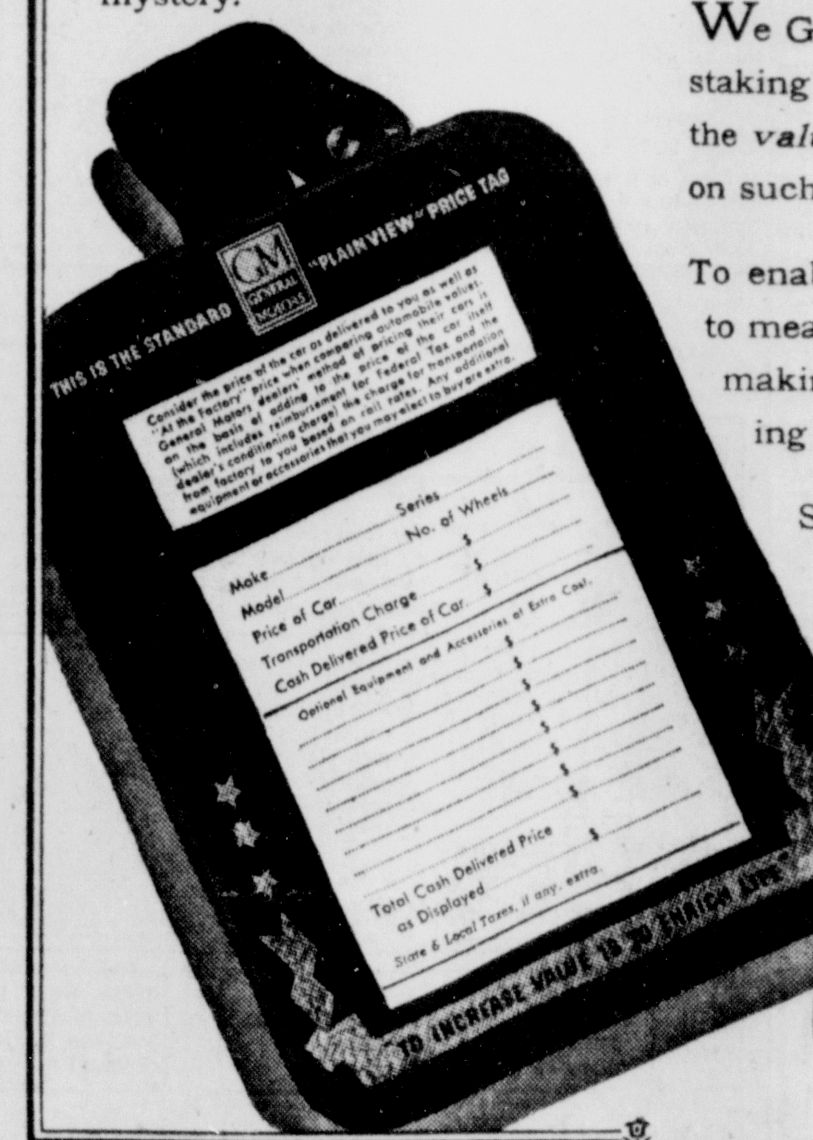 mystery.
We G
staking
the valu
on such
To enal
to mea
makin
ing
S
THIS IS THE STANDARD
GM
GENERAL
MOTORS
"PLAINVIEW" PRICE TAG
Consider the price of the car as delivered to you as well as
"At the Factory" price when comparing automobile values.
General Motors dealers' method of pricing their cars is
on the basis of adding to the price of the car itself
(which includes reimbursement for Federal Tax and the
dealer's conditioning charge) the charge for transportation
from factory to you based on rail rates. Any additional
equipment or accessories that you may elect to buy are extra.
Make Series
Model No. of Wheels
Price of Car $
Transportation Charge $
Cash Delivered Price of Car $
Optional Equipment and Accessories at Extra Cost.
$
$
$
$
$
$
$
$
Total Cash Delivered Price
as Displayed $
State & Local Taxes, if any, extra.
"TO INCREASE VALUE IS TO ENRICH LIFE"